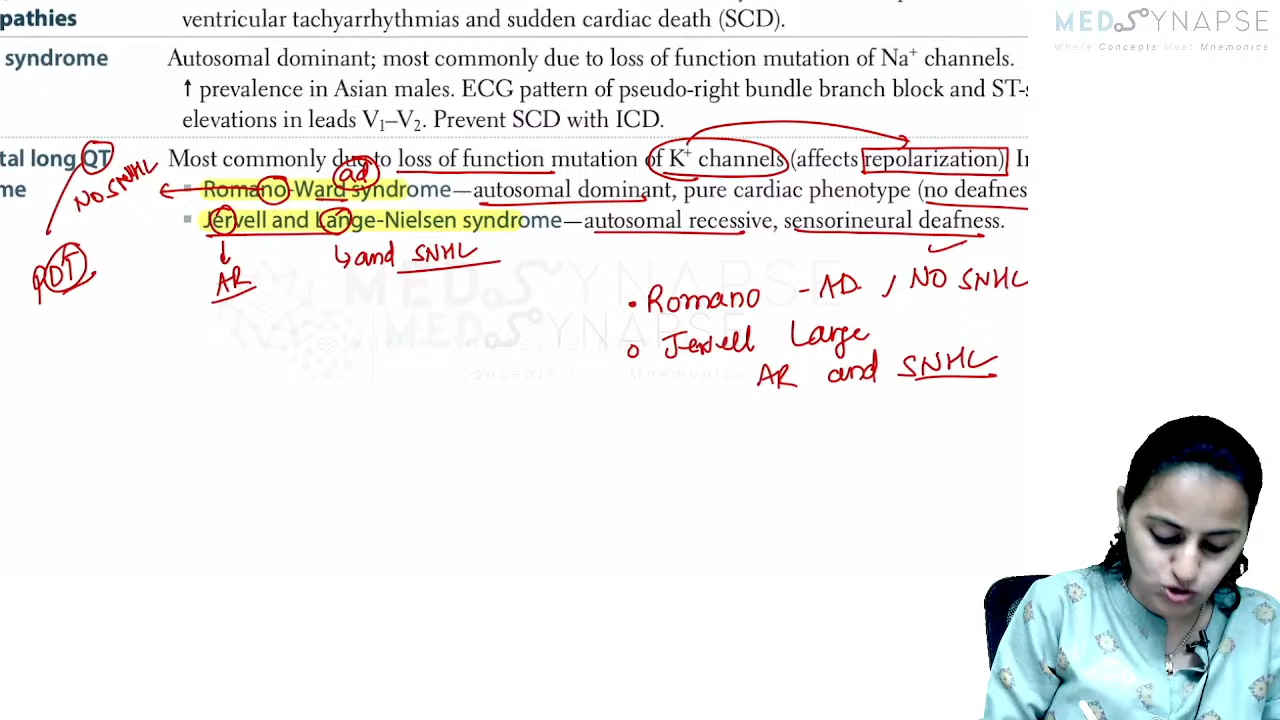 pathies ventricular tachyarrhythmias and sudden cardiac death (SCD).
MEDSYNAPSE
Where Concepts Meet Mnemonics
syndrome Autosomal dominant; most commonly due to loss of function mutation of Na+ channels.
↑ prevalence in Asian males. ECG pattern of pseudo-right bundle branch block and ST-s
elevations in leads V1–V2. Prevent SCD with ICD.
tal long QT Most commonly due to loss of function mutation of K+ channels (affects repolarization). I
ad
NO SNHL
me ▪ Romano-Ward syndrome—autosomal dominant, pure cardiac phenotype (no deafnes
▪ Jervell and Lange-Nielsen syndrome—autosomal recessive, sensorineural deafness.
↳and SNHL
AR
• Romano - AD, NO SNHL
Jervell Lange
AR and SNHL
MEDSYNAPSE
MEDSYNAPSE